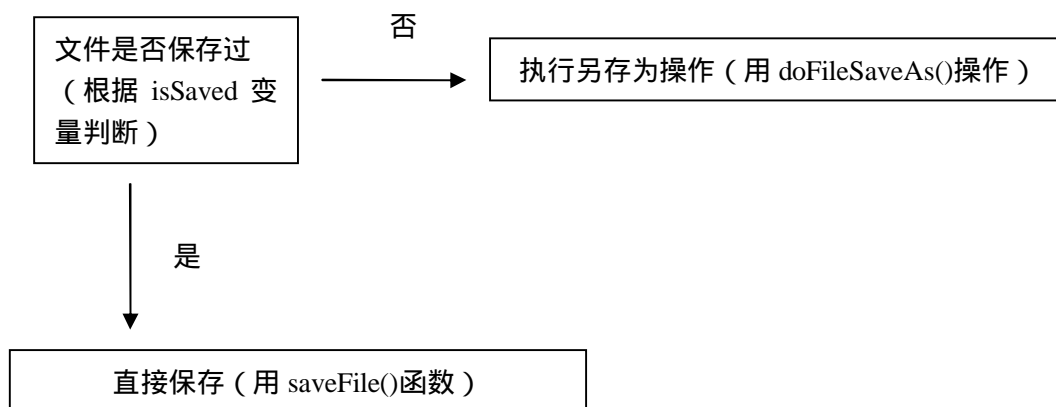 文件是否保存过
（根据 isSaved 变
量判断）
否
执行另存为操作（用 doFileSaveAs()操作）
是
直接保存（用 saveFile()函数）